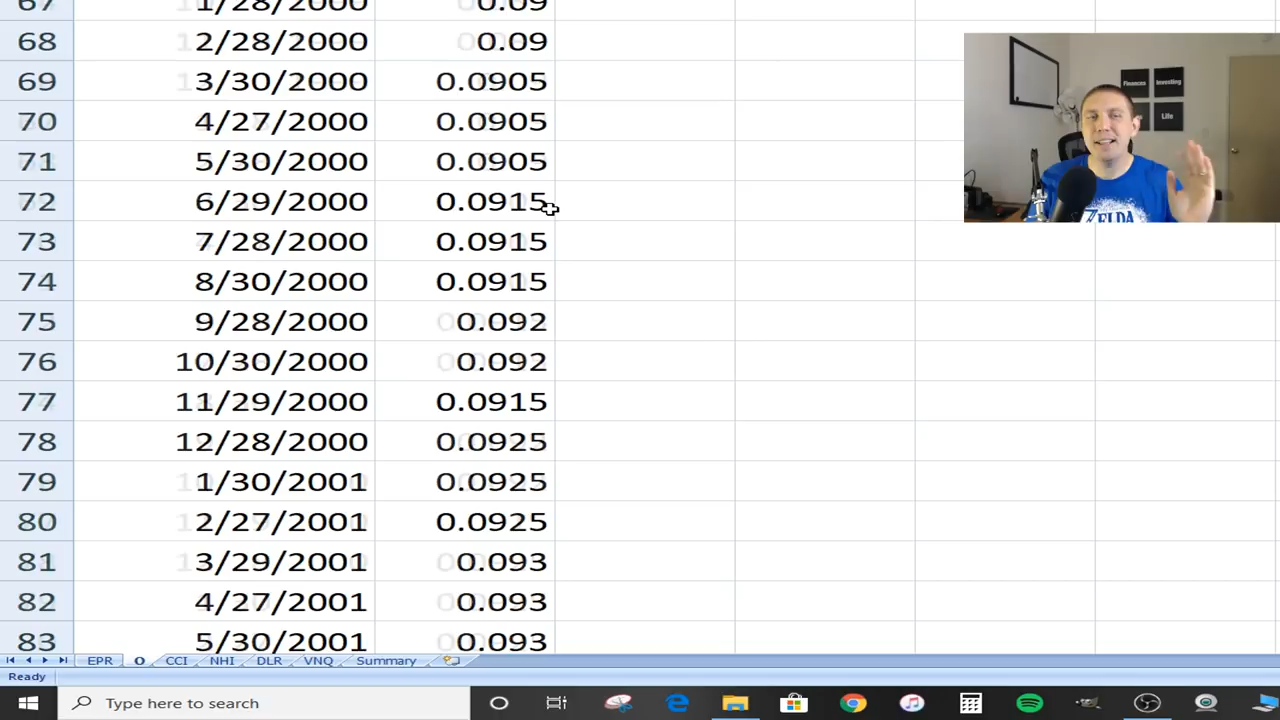 67 1/28/2000 0.09
68 2/28/2000 0.09
69 3/30/2000 0.0905
70 4/27/2000 0.0905
71 5/30/2000 0.0905
72 6/29/2000 0.0915
73 7/28/2000 0.0915
74 8/30/2000 0.0915
75 9/28/2000 0.092
76 10/30/2000 0.092
77 11/29/2000 0.0915
78 12/28/2000 0.0925
79 1/30/2001 0.0925
80 2/27/2001 0.0925
81 3/29/2001 0.093
82 4/27/2001 0.093
83 5/30/2001 0.093
Finances
Investing
Life
ZELDA
EPR O CCI NHI DLR VNQ Summary
Ready
Type here to search